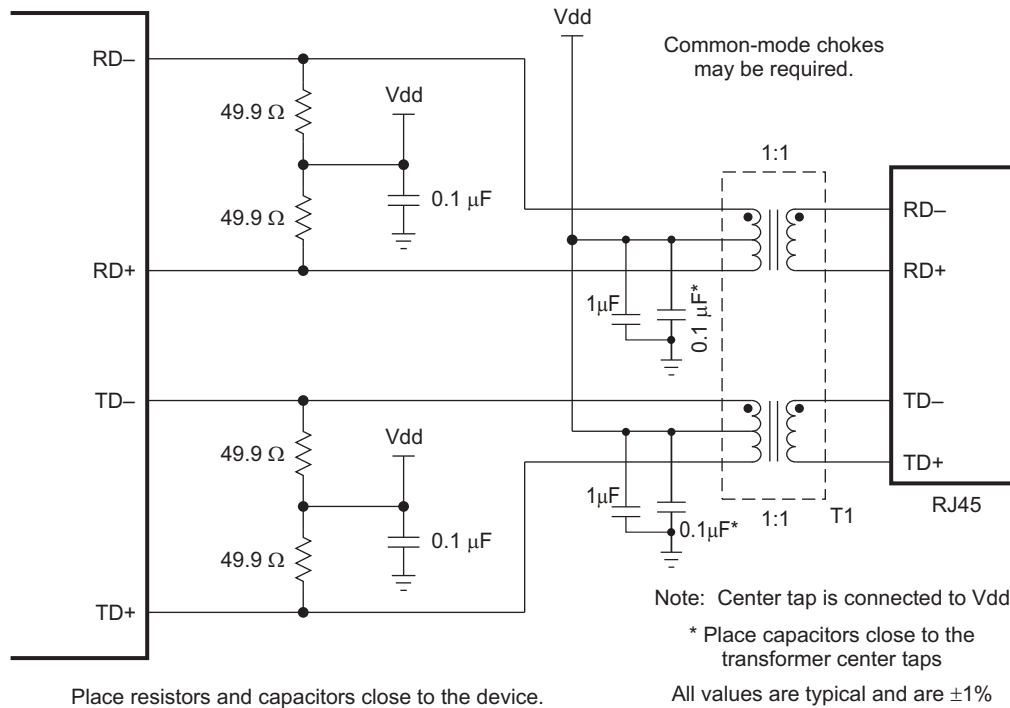 Vdd
Common-mode chokes
may be required.
RD–
49.9 Ω
Vdd
0.1 μF
49.9 Ω
RD+
1:1
RD–
RD+
1μF
0.1 μF*
TD–
49.9 Ω
Vdd
0.1 μF
49.9 Ω
TD+
1μF
0.1μF*
1:1
T1
TD–
TD+
RJ45
Note: Center tap is connected to Vdd
* Place capacitors close to the
transformer center taps
Place resistors and capacitors close to the device.
All values are typical and are ±1%